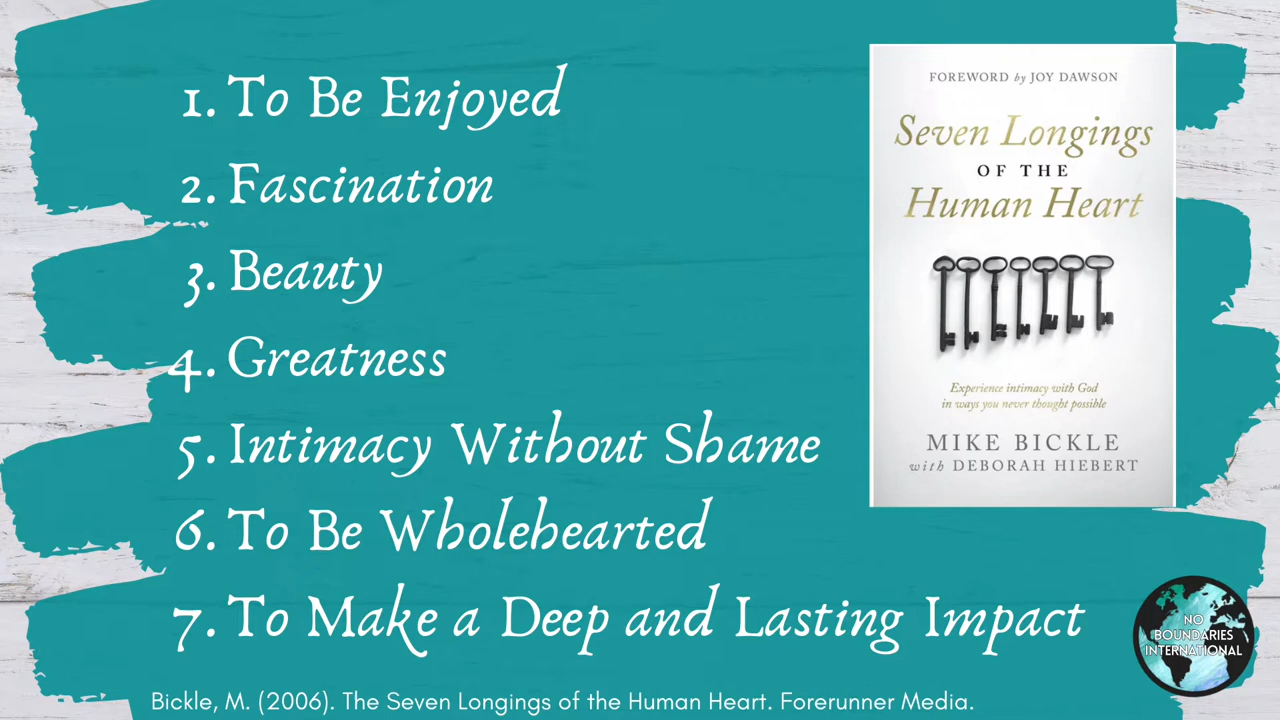 1. To Be Enjoyed
2. Fascination
3. Beauty
4. Greatness
5. Intimacy Without Shame
6. To Be Wholehearted
7. To Make a Deep and Lasting Impact
Bickle, M. (2006). The Seven Longings of the Human Heart. Forerunner Media.
FOREWORD by JOY DAWSON
Seven Longings
OF THE
Human Heart
Experience intimacy with God
in ways you never thought possible
MIKE BICKLE
with DEBORAH HIEBERT
NO
BOUNDARIES
INTERNATIONAL